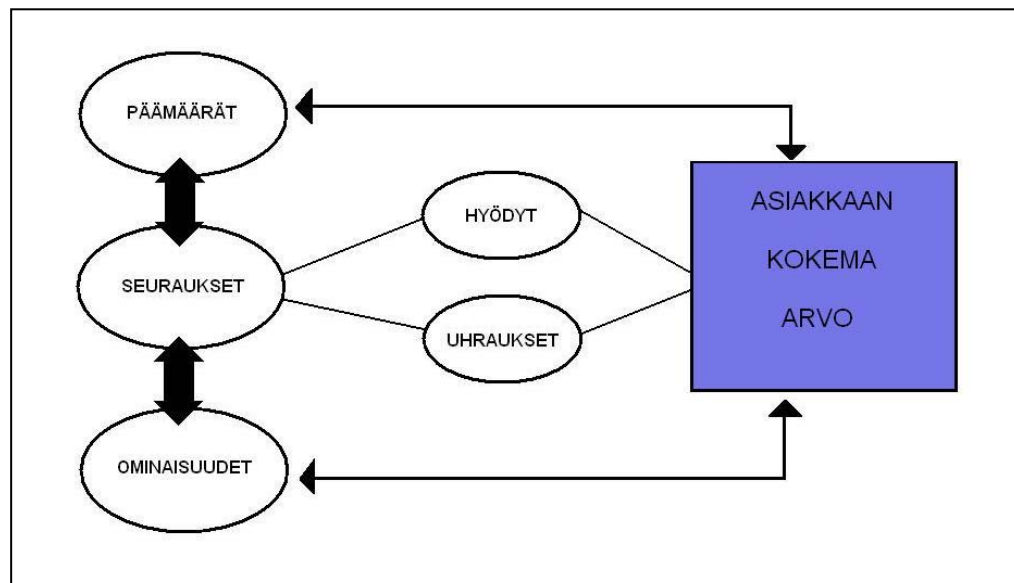 PÄÄMÄÄRÄT
SEURAUKSET
OMINAISUUDET
HYÖDYT
UHRAUKSET
ASIAKKAAN
KOKEMA
ARVO